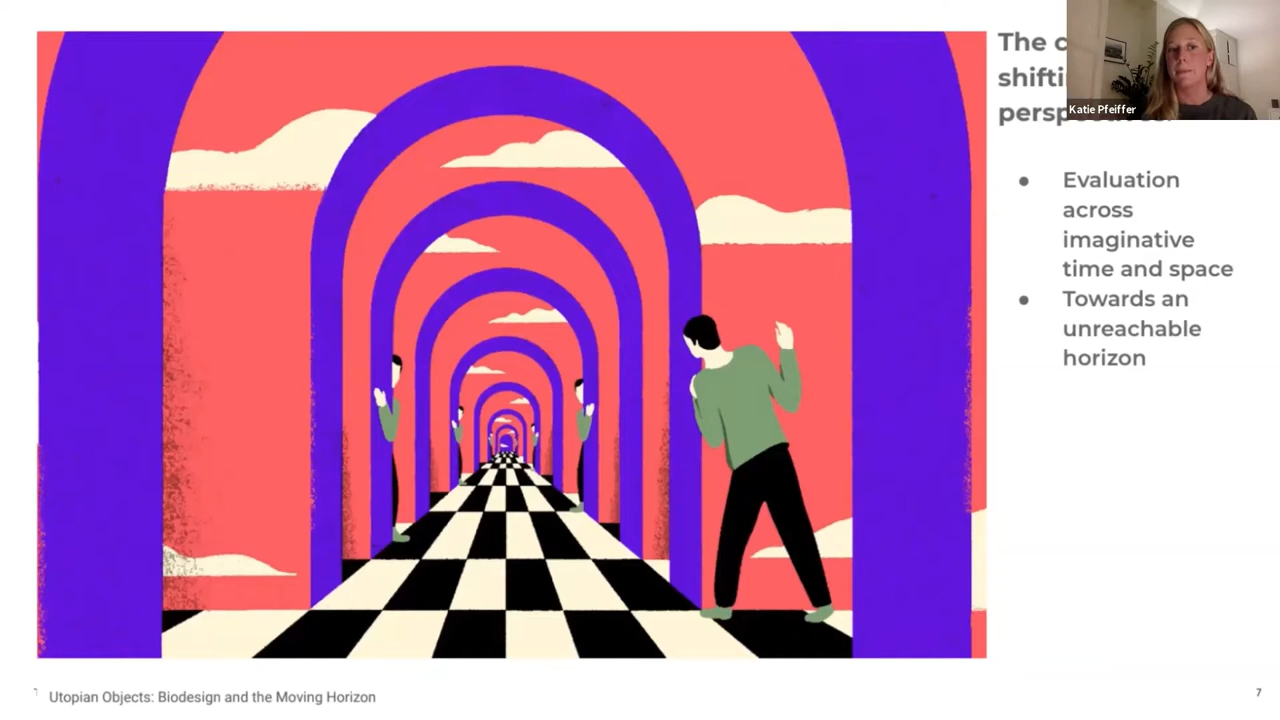 The
shifti
Katie Pfeiffer
● Evaluation
across
imaginative
time and space
● Towards an
unreachable
horizon
Utopian Objects: Biodesign and the Moving Horizon
7